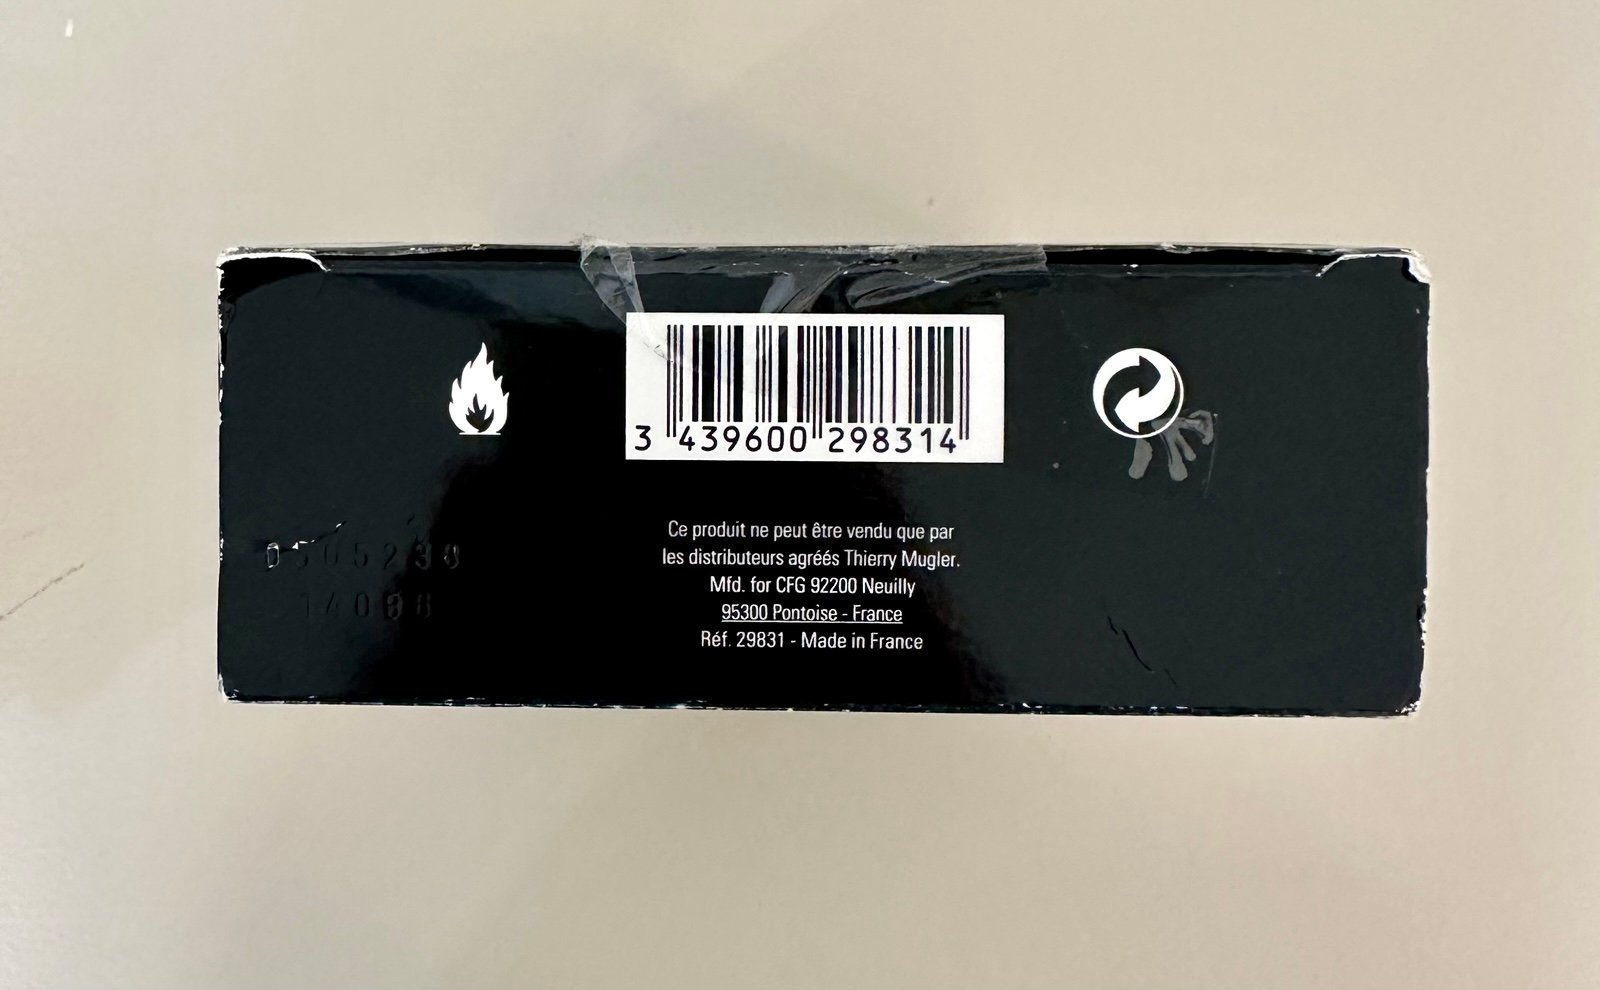 3 439600 298314
Ce produit ne peut être vendu que par
les distributeurs agréés Thierry Mugler.
Mfd. for CFG 92200 Neuilly
95300 Pontoise - France
Réf. 29831 - Made in France